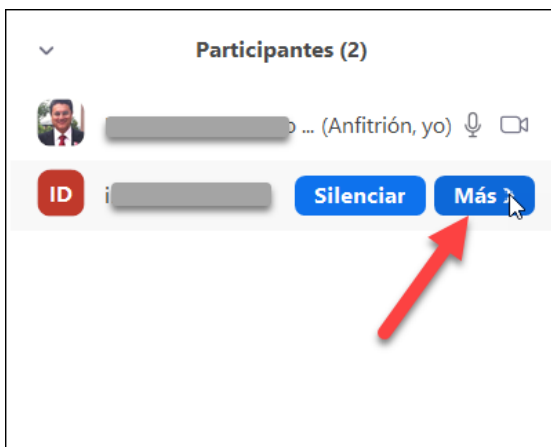 Participantes (2)
... (Anfitrión, yo)
ID i Silenciar Más >